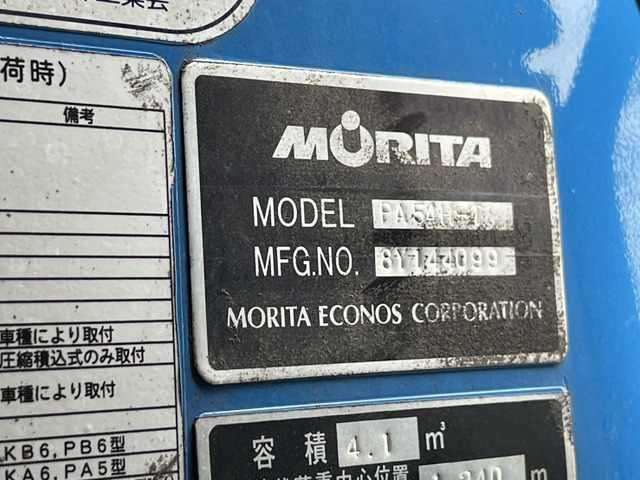 荷時)
備考
車種により取付
圧縮積込式のみ取付
車種により取付
KB6,PB6型
KA6,PA5型
MORITA
MODEL
MFG.NO. 8Y144099
MORITA ECONOS CORPORATION
容積 4.1 m³